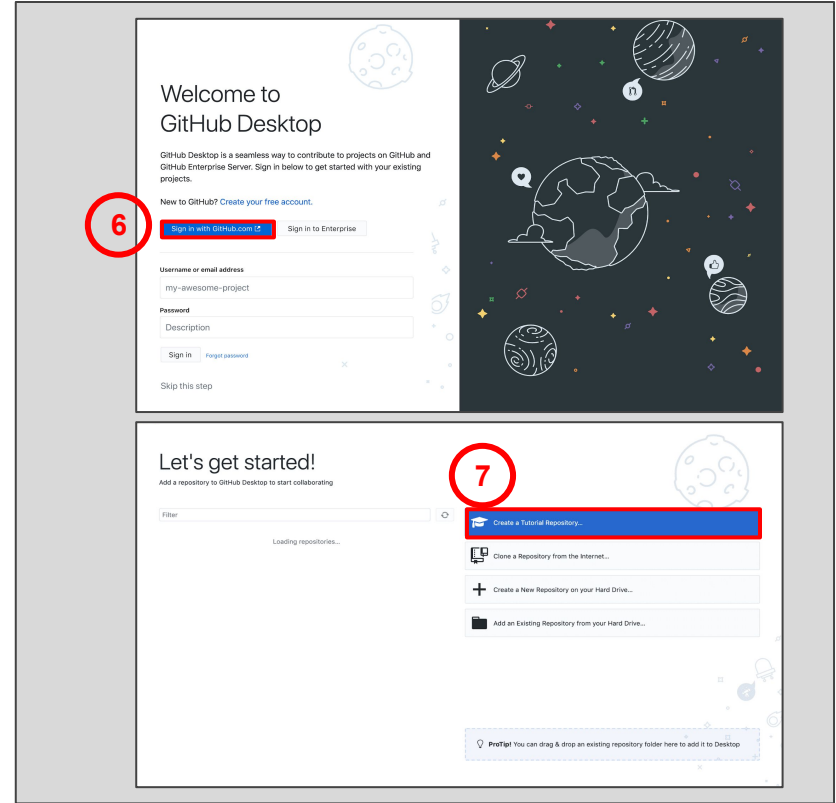 Welcome to
GitHub Desktop
GitHub Desktop is a seamless way to contribute to projects on GitHub and
GitHub Enterprise Server. Sign in below to get started with your existing
projects.
New to GitHub? Create your free account.
6
Sign in with GitHub.com
Sign in to Enterprise
Username or email address
my-awesome-project
Password
Description
Sign in
Forgot password
Skip this step
Let's get started!
Add a repository to GitHub Desktop to start collaborating
7
Filter
Loading repositories...
Create a Tutorial Repository...
Clone a Repository from the Internet...
Create a New Repository on your Hard Drive...
Add an Existing Repository from your Hard Drive...
ProTip! You can drag & drop an existing repository folder here to add it to Desktop